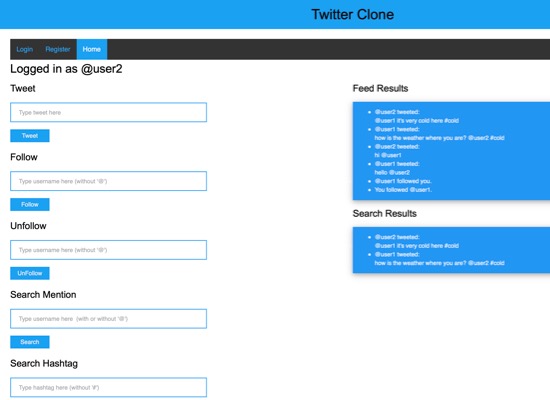 Twitter Clone
Login Register Home
Logged in as @user2
Tweet
Type tweet here
Tweet
Follow
Type username here (without '@')
Follow
Unfollow
Type username here (without '@')
UnFollow
Search Mention
Type username here (with or without '@')
Search
Search Hashtag
Type hashtag here (without '#')
Feed Results
@user2 tweeted:
@user1 it's very cold here #cold
@user1 tweeted:
how is the weather where you are? @user2 #cold
@user2 tweeted:
hi @user1
@user1 tweeted:
hello @user2
@user1 followed you.
You followed @user1.
Search Results
@user2 tweeted:
@user1 it's very cold here #cold
@user1 tweeted:
how is the weather where you are? @user2 #cold